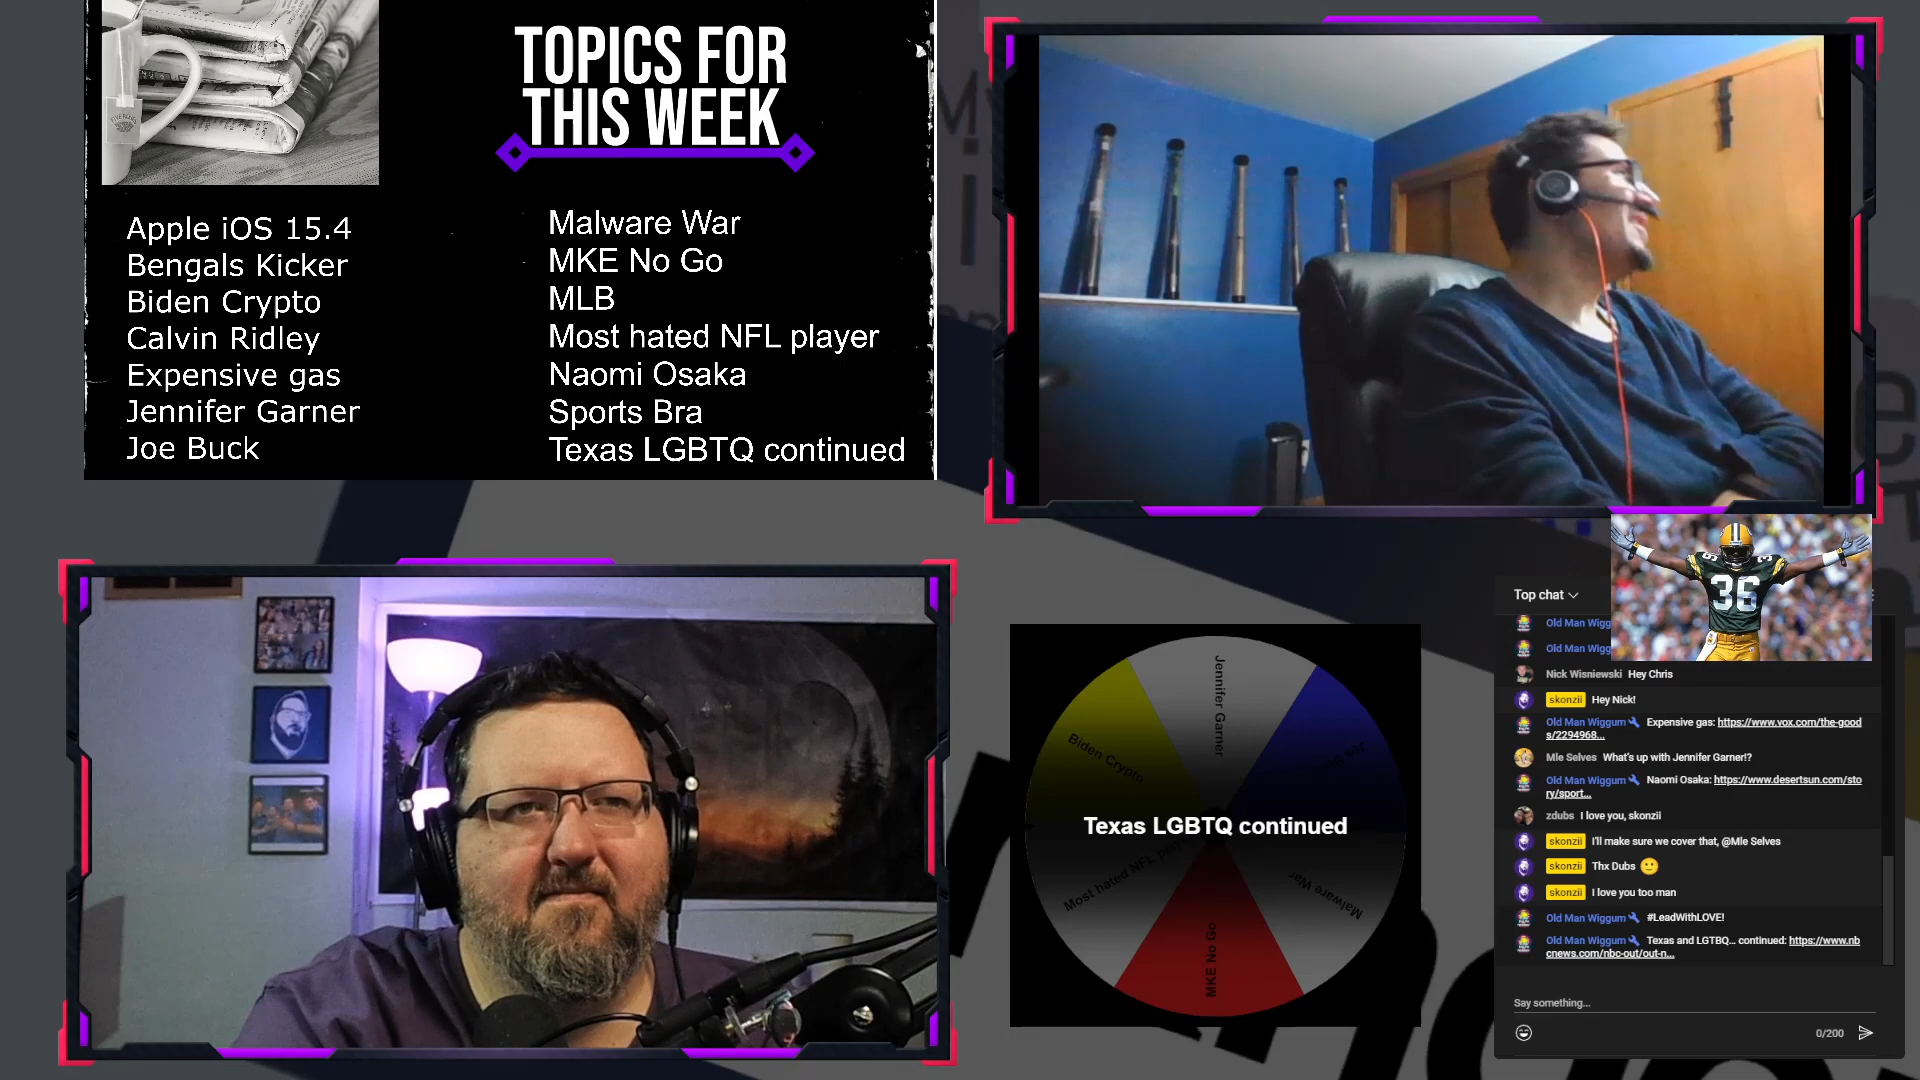 TOPICS FOR
THIS WEEK
Apple iOS 15.4
Bengals Kicker
Biden Crypto
Calvin Ridley
Expensive gas
Jennifer Garner
Joe Buck
Malware War
MKE No Go
MLB
Most hated NFL player
Naomi Osaka
Sports Bra
Texas LGBTQ continued
36
Jennifer Garner
Biden Crypto
Texas LGBTQ continued
Most hated NFL
Malware War
MKE No Go
Top chat
Old Man Wigg
Old Man Wigg
Nick Wisniewski Hey Chris
skonzii Hey Nick!
Old Man Wiggum Expensive gas: https://www.vox.com/the-good
s/2294968...
Mle Selves What's up with Jennifer Garner!?
Old Man Wiggum Naomi Osaka: https://www.desertsun.com/sto
ry/sport...
zdubs I love you, skonzii
skonzii I'll make sure we cover that, @Mle Selves
skonzii Thx Dubs 🙂
skonzii I love you too man
Old Man Wiggum #LeadWithLOVE!
Old Man Wiggum Texas and LGTBQ... continued: https://www.nb
cnews.com/nbc-out/out-n...
Say something...
0/200